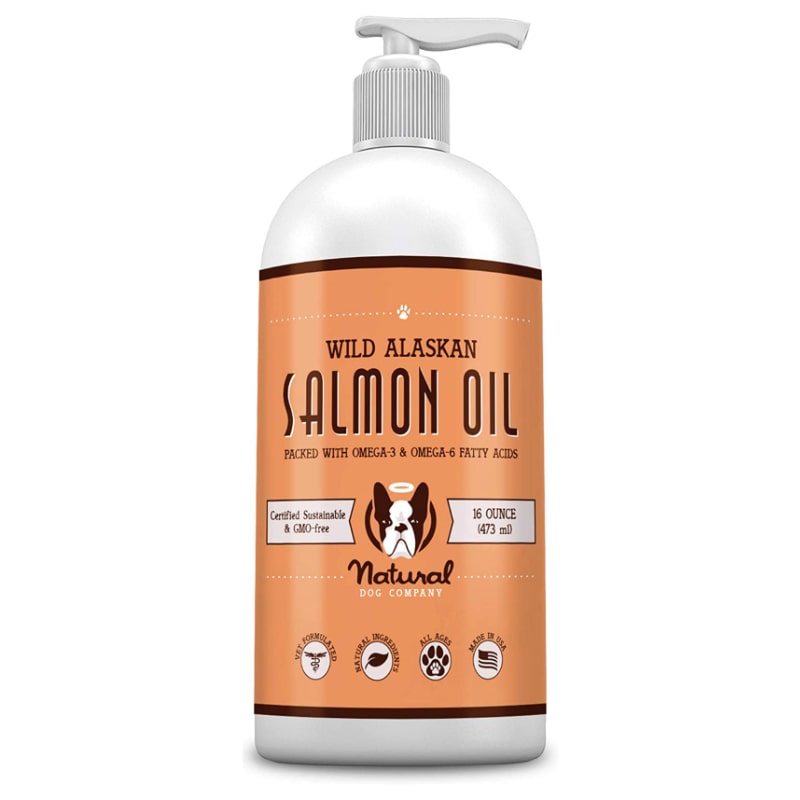 WILD ALASKAN
SALMON OIL
PACKED WITH OMEGA-3 & OMEGA-6 FATTY ACIDS
Certified Sustainable
& GMO-free
16 OUNCE
(473 ml)
Natural
DOG COMPANY
VET FORMULATED
NATURAL INGREDIENTS
ALL AGES
MADE IN USA